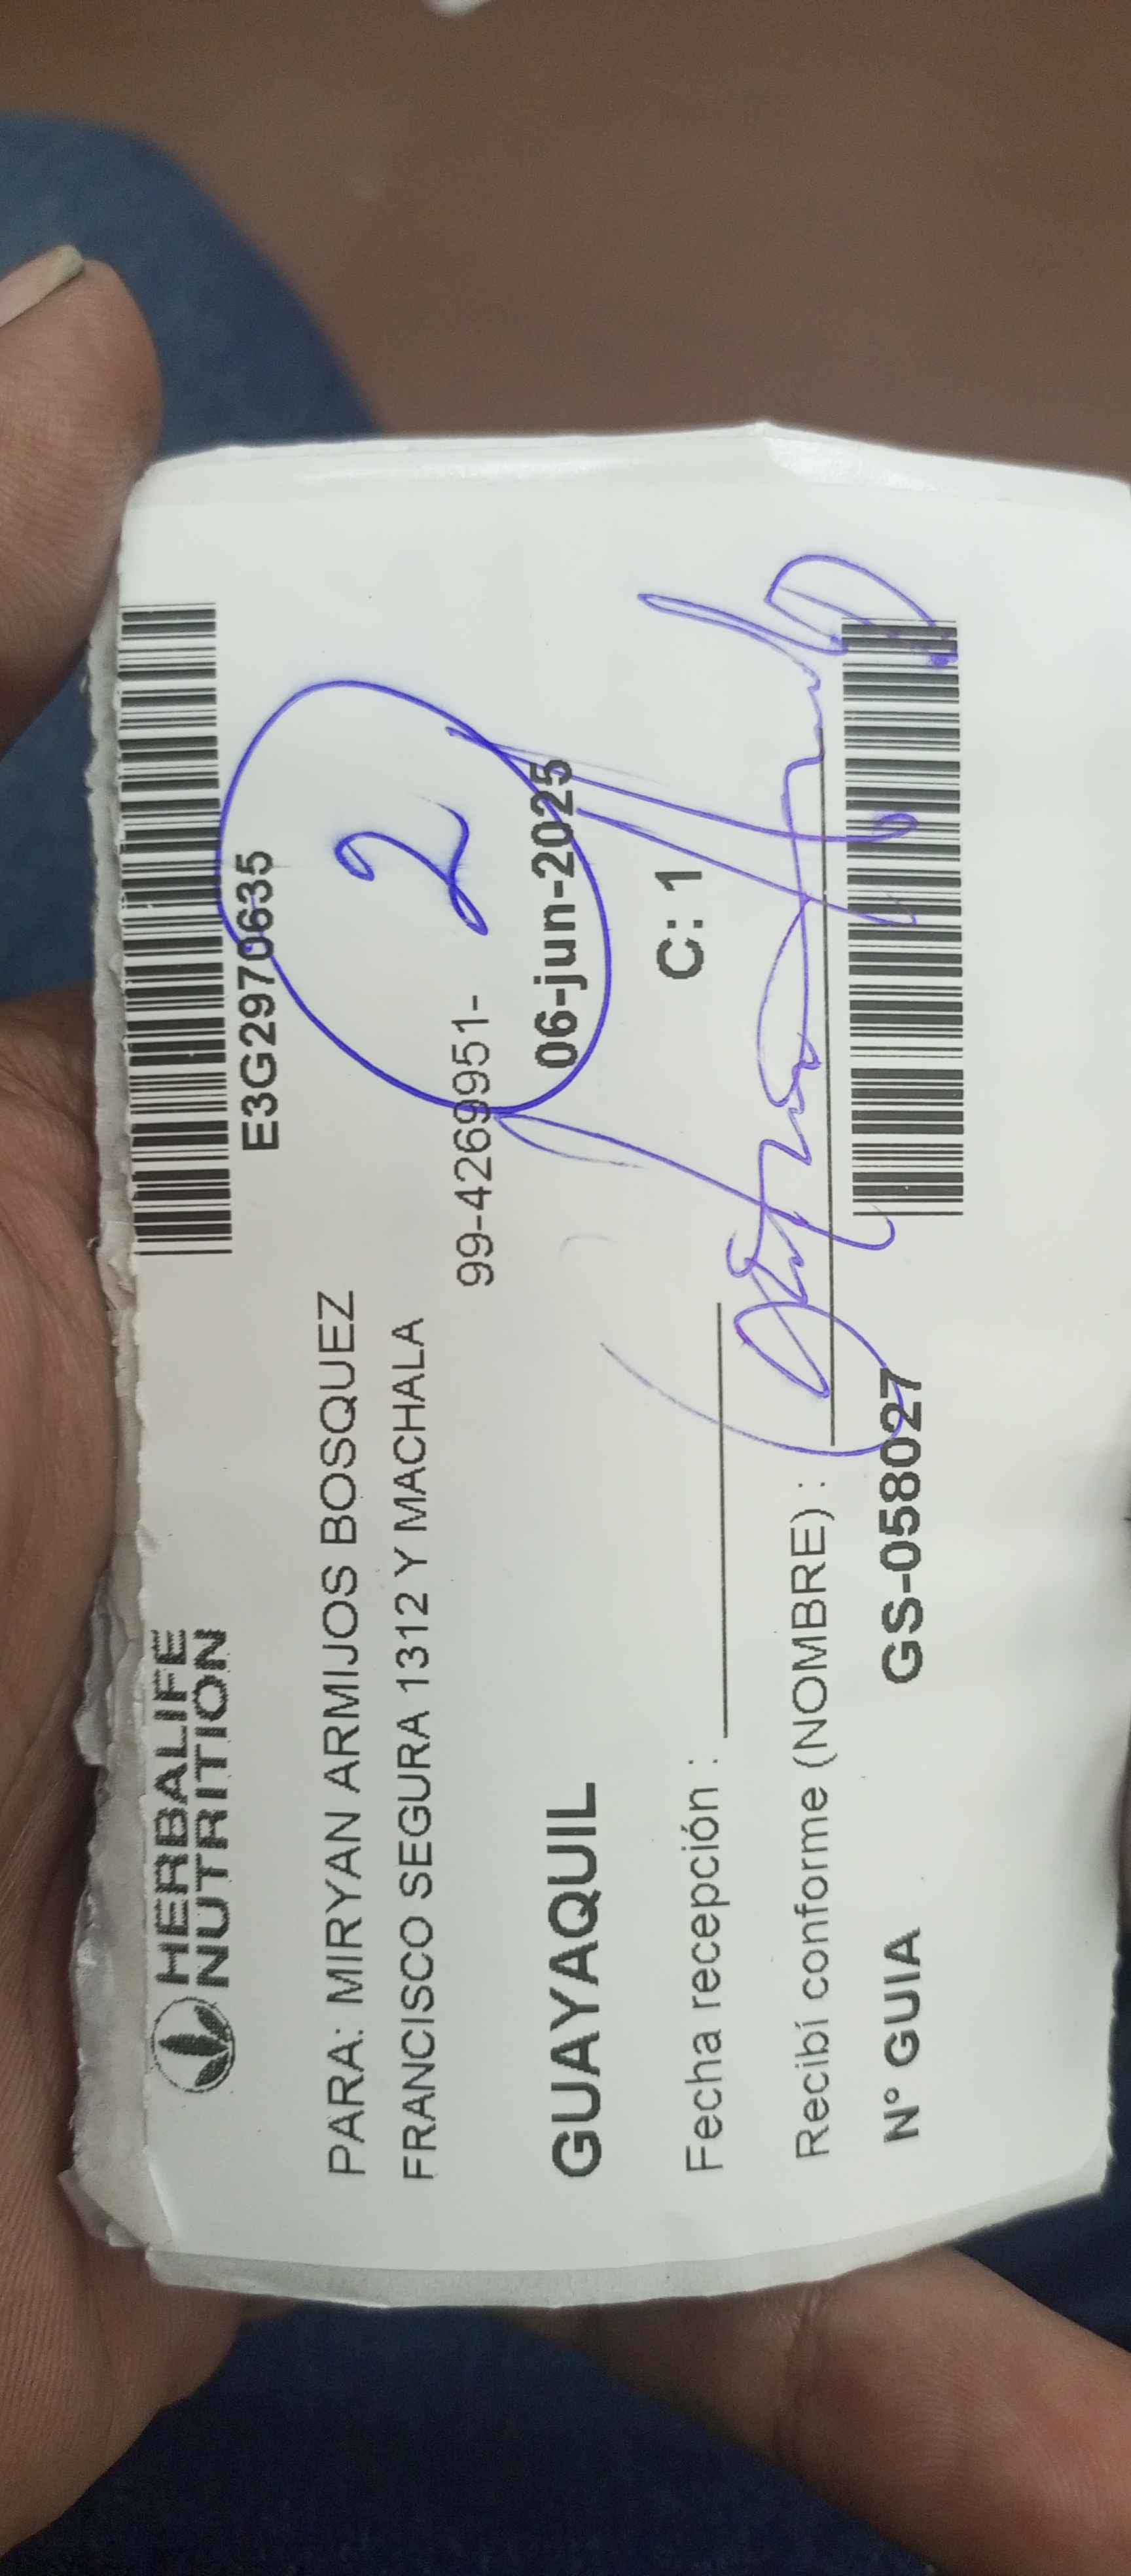 HERBALIFE
NUTRITION
E3G2970635
PARA: MIRYAN ARMIJOS BOSQUEZ
FRANCISCO SEGURA 1312 Y MACHALA
99-4269951-
2
GUAYAQUIL
06-jun-2025
Fecha recepción :
C: 1
Recibí conforme (NOMBRE) :
N° GUIA GS-058027